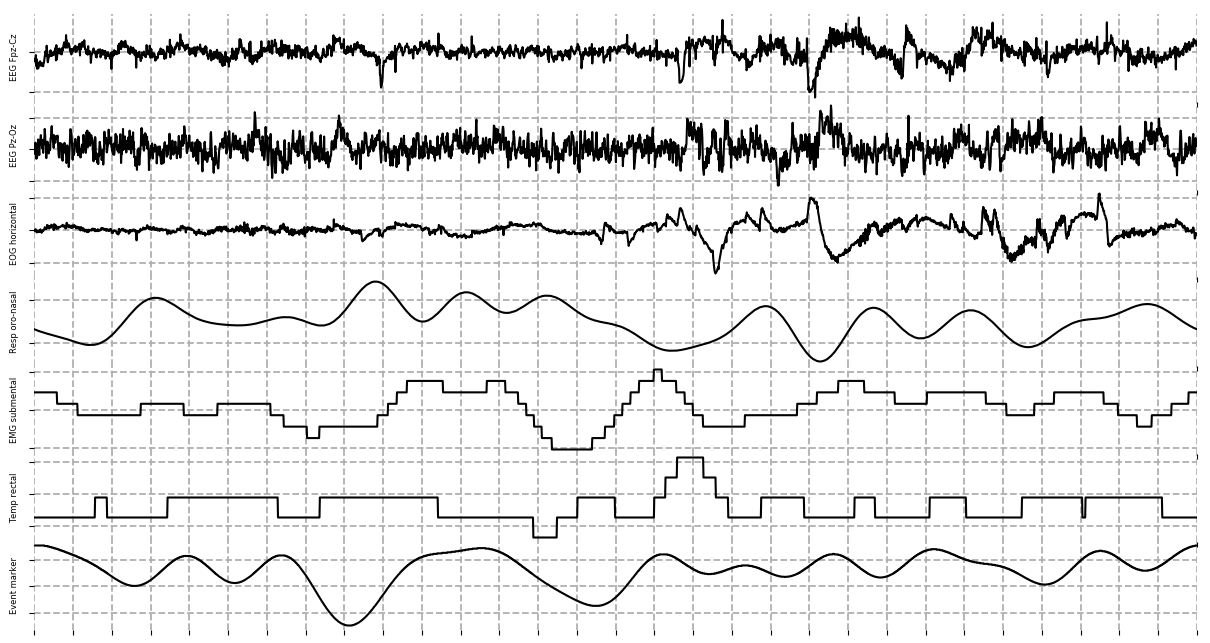 EEG Fpz-Cz
EEG Pz-Oz
EOG horizontal
Resp oro-nasal
EMG submental
Temp rectal
Event marker